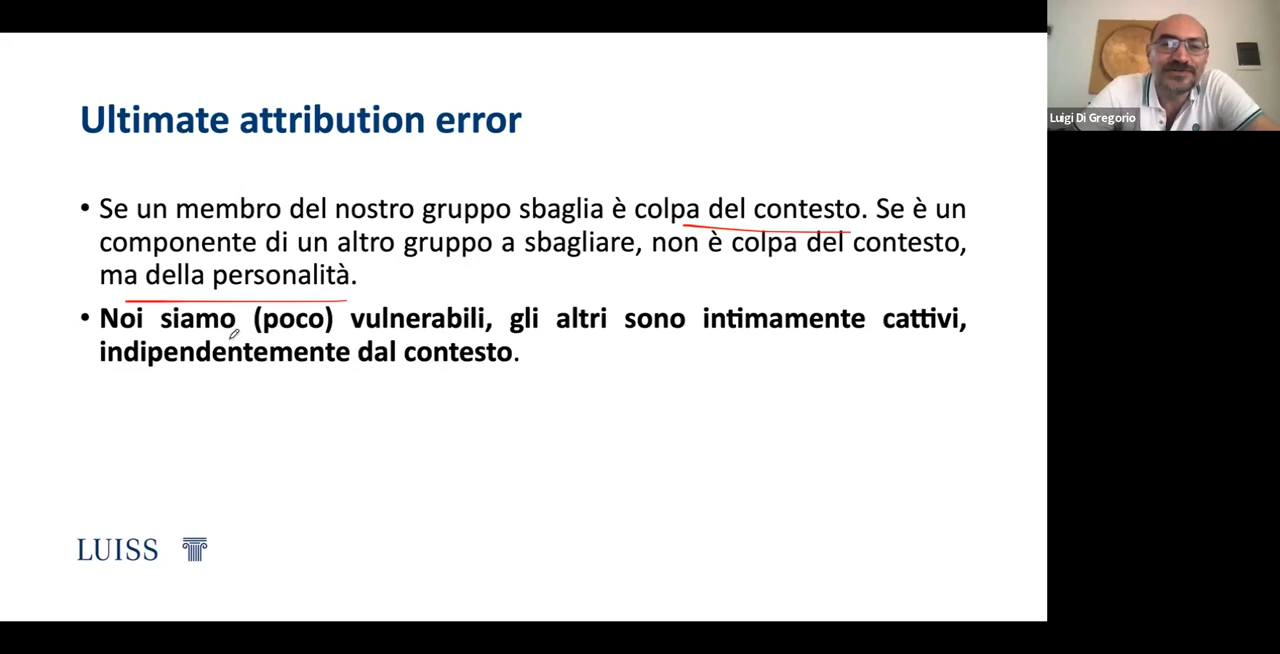 Ultimate attribution error
• Se un membro del nostro gruppo sbaglia è colpa del contesto. Se è un
componente di un altro gruppo a sbagliare, non è colpa del contesto,
ma della personalità.
• Noi siamo (poco) vulnerabili, gli altri sono intimamente cattivi,
indipendentemente dal contesto.
LUISS
Luigi Di Gregorio